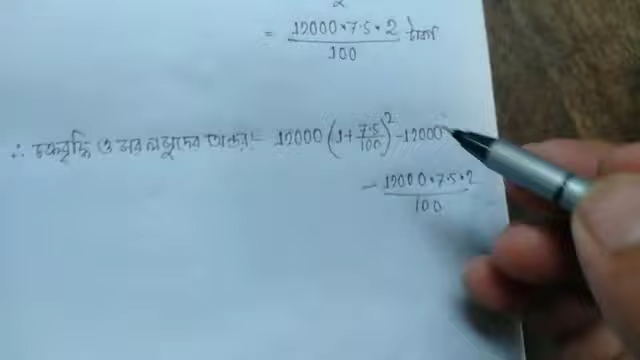 = 12000 * 7.5 * 2 / 100 টাকা
∴ চক্রবৃদ্ধি ও সরল মুনাফার পার্থক্য = 12000 (1 + 7.5/100)^2 - 12000
- 12000 * 7.5 * 2 / 100